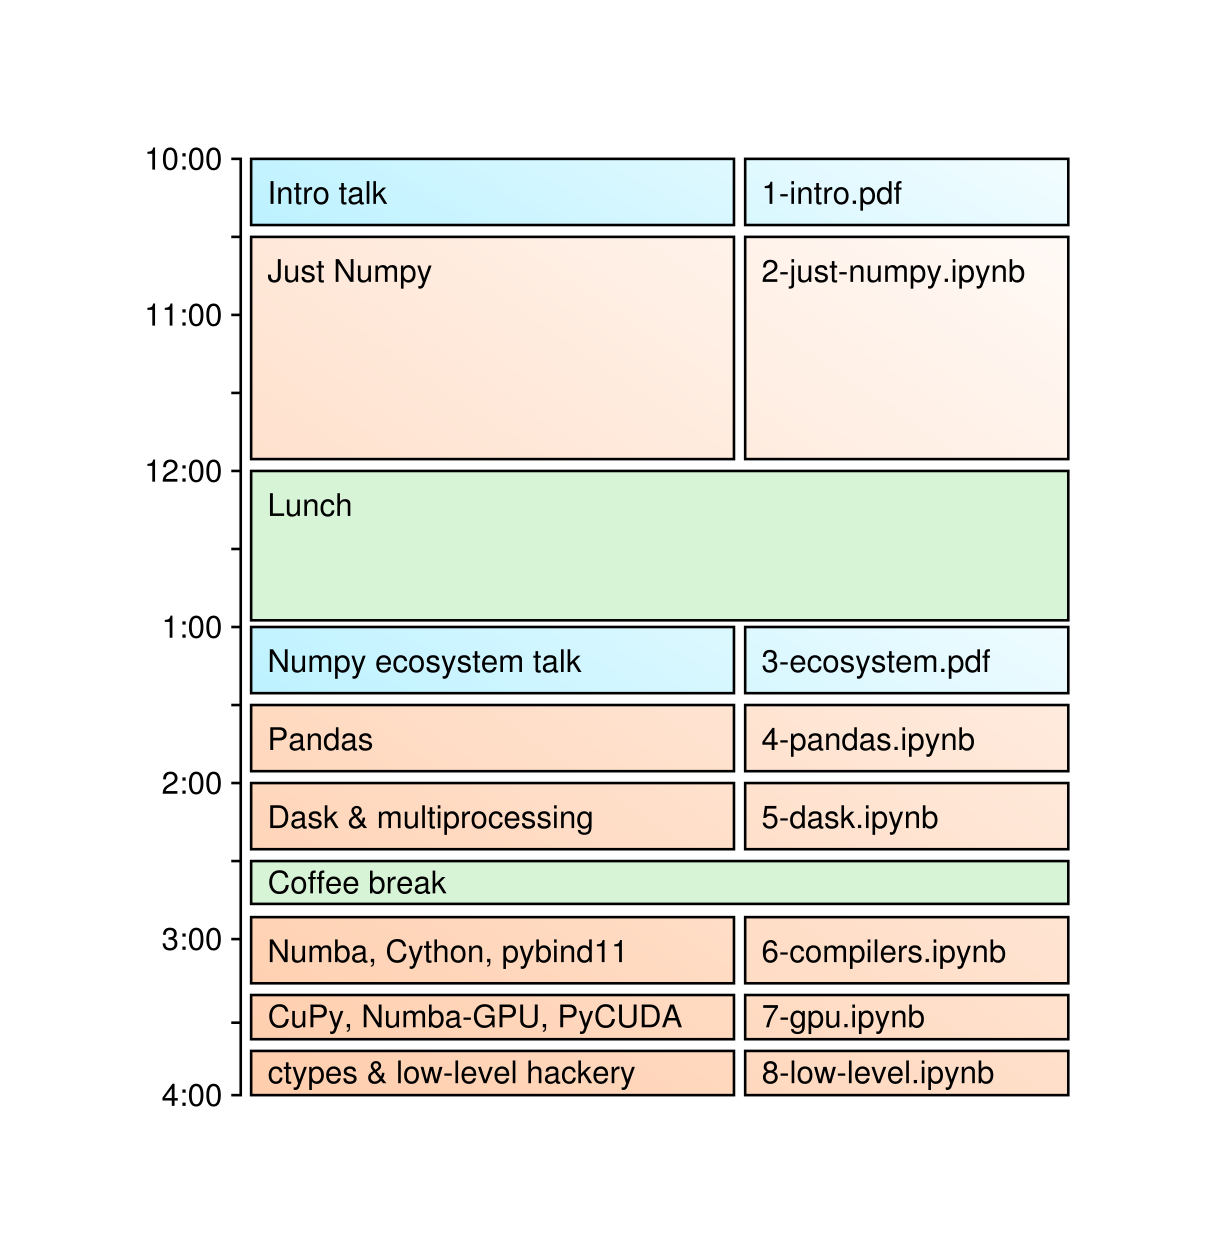 10:00
Intro talk
1-intro.pdf
Just Numpy
2-just-numpy.ipynb
11:00
12:00
Lunch
1:00
Numpy ecosystem talk
3-ecosystem.pdf
Pandas
4-pandas.ipynb
2:00
Dask & multiprocessing
5-dask.ipynb
Coffee break
3:00
Numba, Cython, pybind11
6-compilers.ipynb
CuPy, Numba-GPU, PyCUDA
7-gpu.ipynb
ctypes & low-level hackery
8-low-level.ipynb
4:00